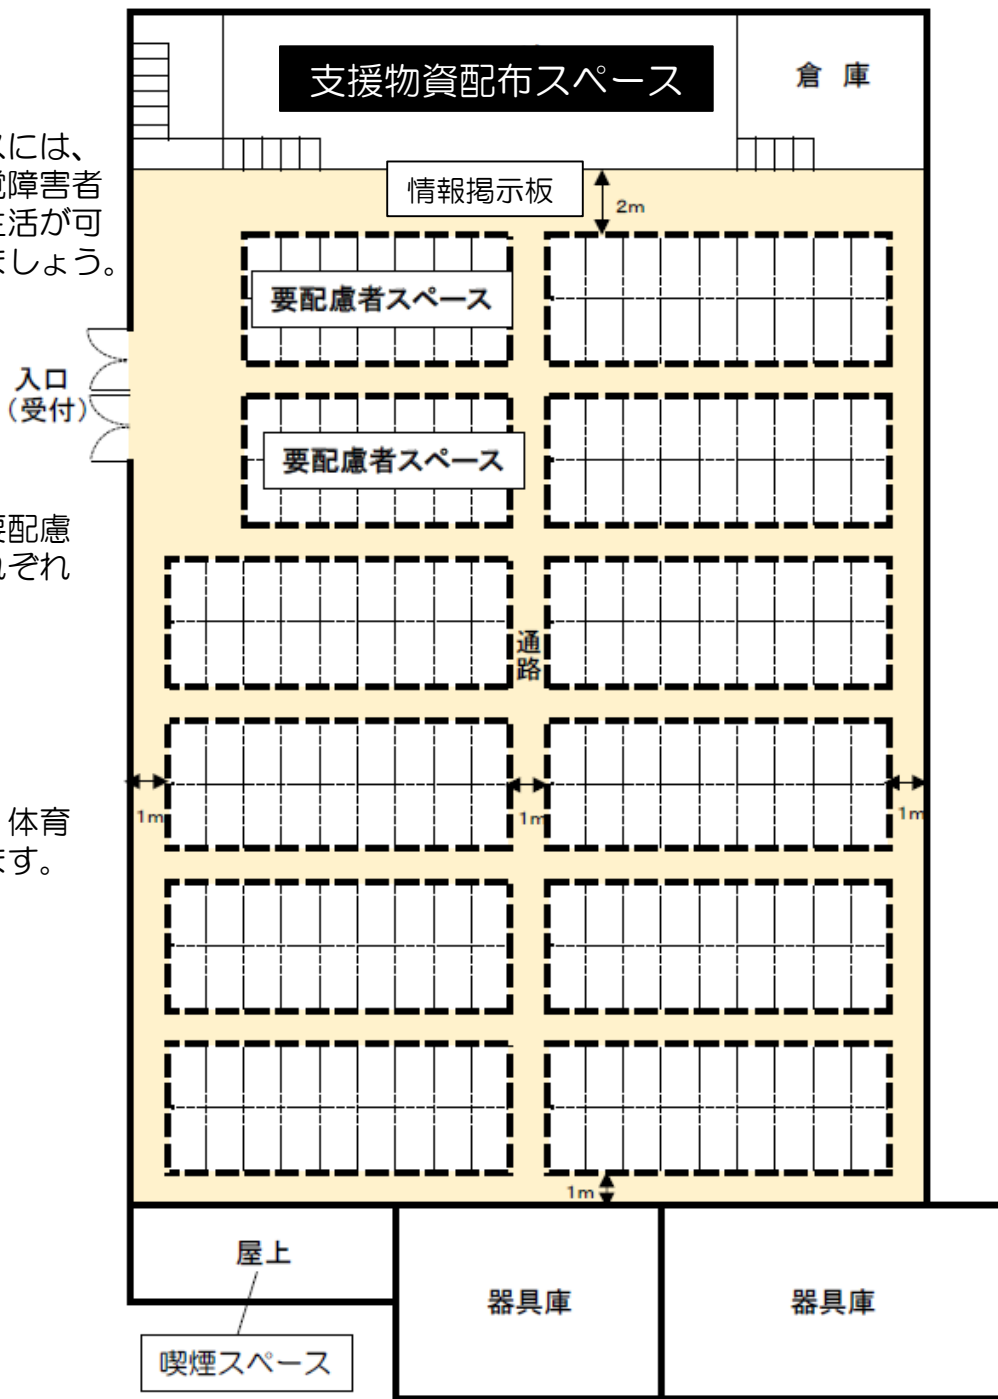 支援物資配布スペース
倉 庫
スには、
覚障害者
生活が可
ましょう。
情報掲示板
2m
要配慮者スペース
入口
（受付）
要配慮者スペース
要配慮
れぞれ
通路
1m
1m
1m
体育
ます。
1m
屋上
器具庫
器具庫
喫煙スペース